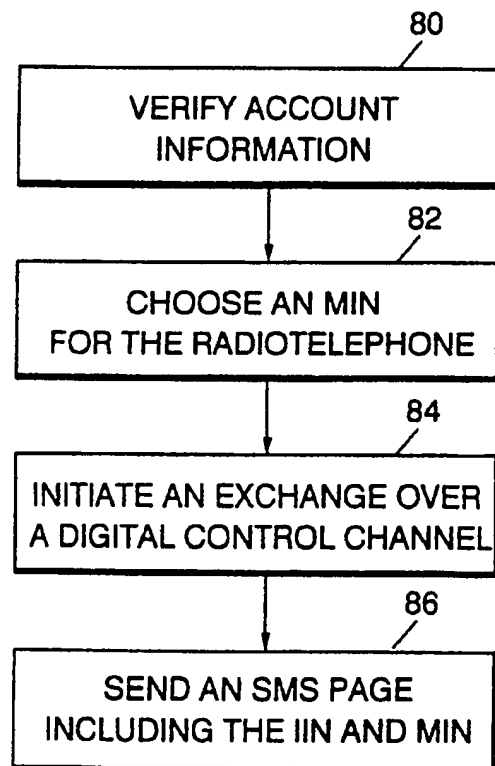 80
VERIFY ACCOUNT
INFORMATION
82
CHOOSE AN MIN
FOR THE RADIOTELEPHONE
84
INITIATE AN EXCHANGE OVER
A DIGITAL CONTROL CHANNEL
86
SEND AN SMS PAGE
INCLUDING THE IIN AND MIN